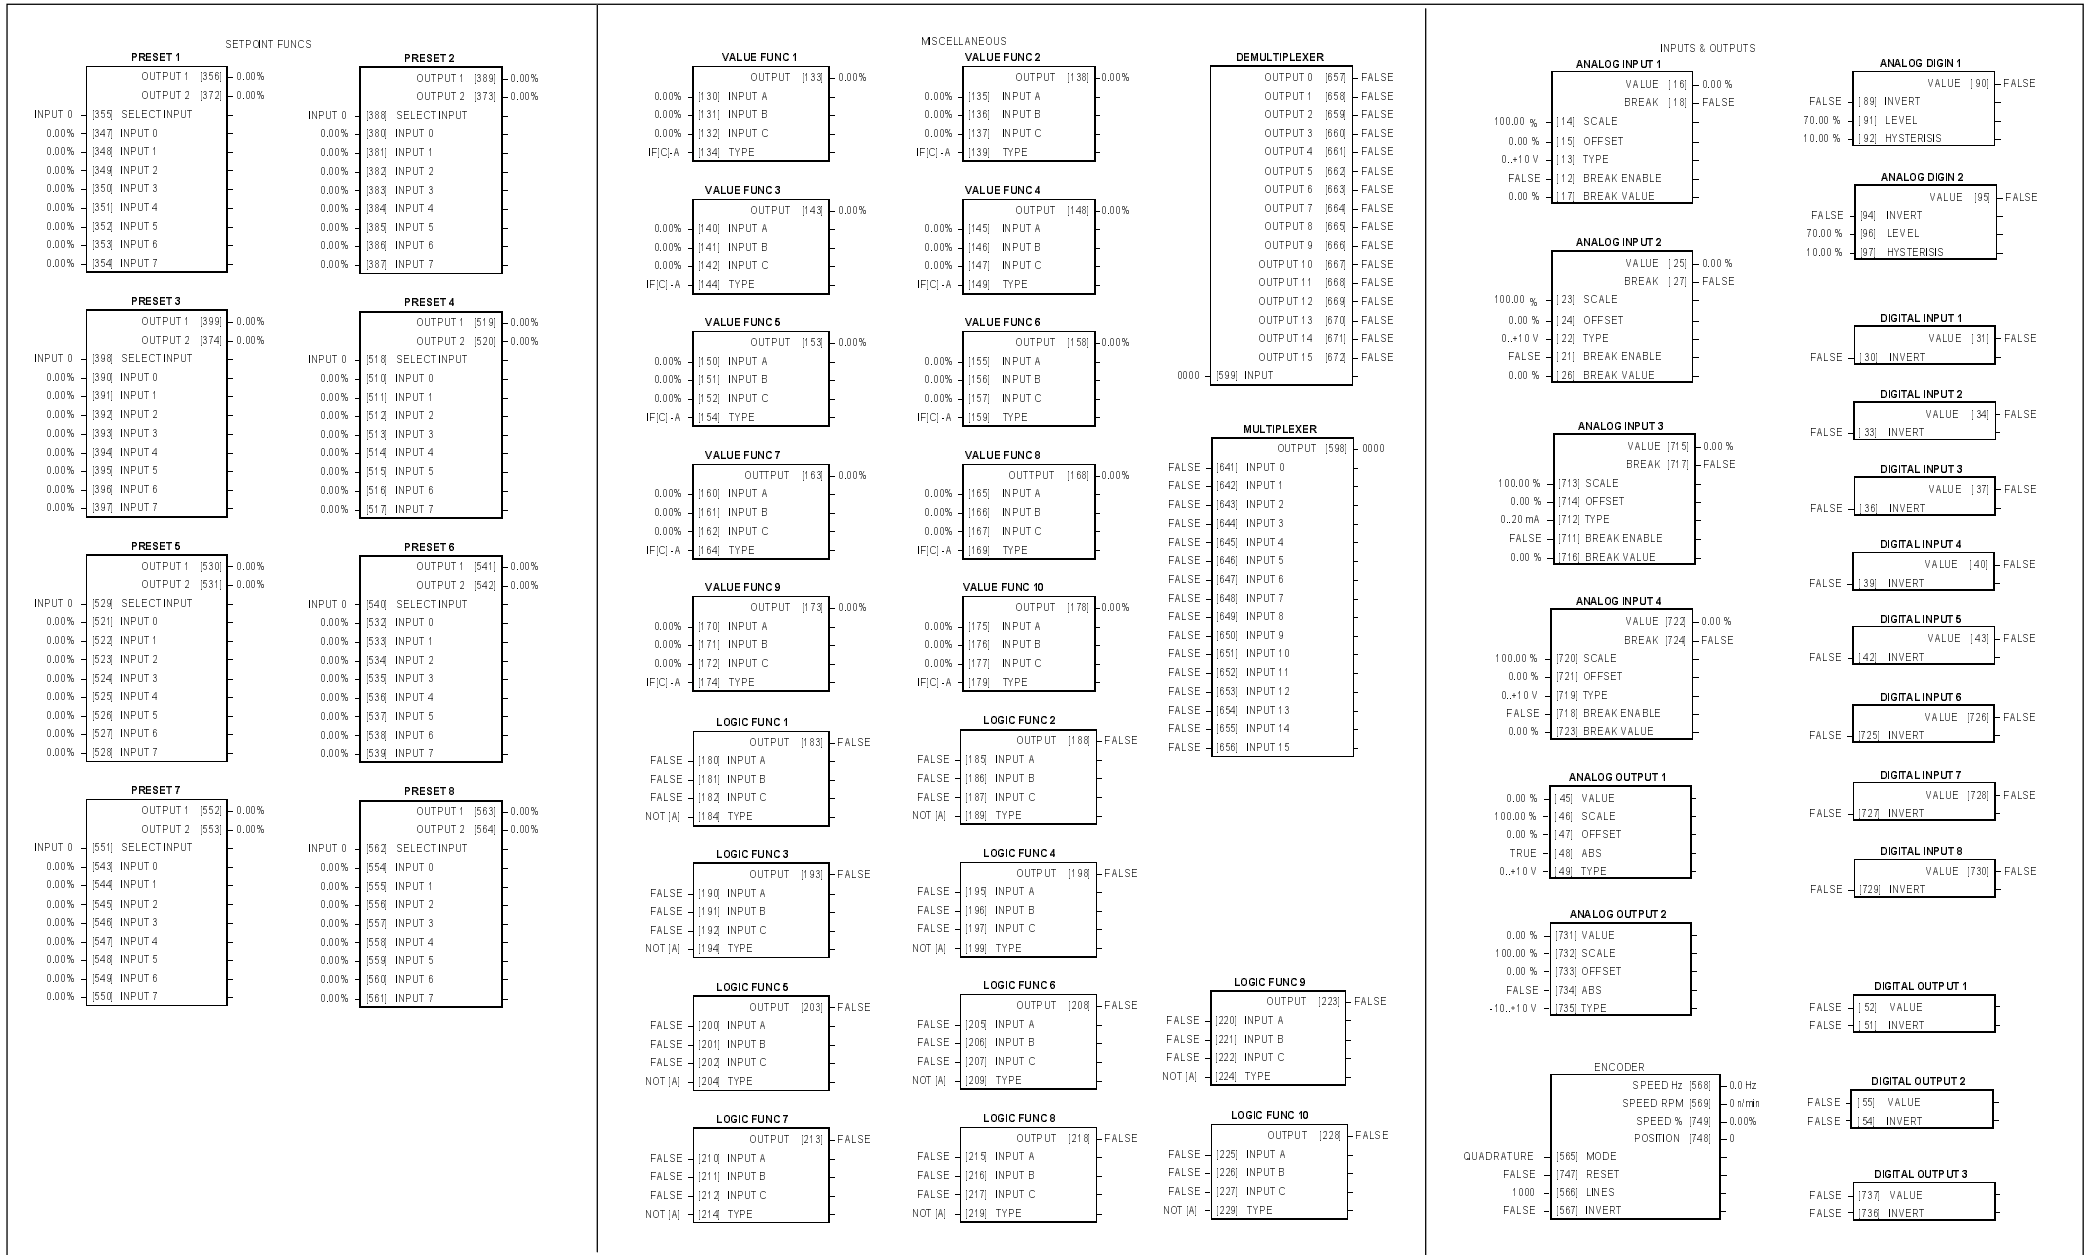 SETPOINT FUNCS
PRESET 1
OUTPUT 1 [356] 0.00%
OUTPUT 2 [372] 0.00%
INPUT 0 [355] SELECT INPUT
0.00% [347] INPUT 0
0.00% [348] INPUT 1
0.00% [349] INPUT 2
0.00% [350] INPUT 3
0.00% [351] INPUT 4
0.00% [352] INPUT 5
0.00% [353] INPUT 6
0.00% [354] INPUT 7
PRESET 2
OUTPUT 1 [389] 0.00%
OUTPUT 2 [373] 0.00%
INPUT 0 [388] SELECT INPUT
0.00% [380] INPUT 0
0.00% [381] INPUT 1
0.00% [382] INPUT 2
0.00% [383] INPUT 3
0.00% [384] INPUT 4
0.00% [385] INPUT 5
0.00% [386] INPUT 6
0.00% [387] INPUT 7
PRESET 3
OUTPUT 1 [399] 0.00%
OUTPUT 2 [374] 0.00%
INPUT 0 [398] SELECT INPUT
0.00% [390] INPUT 0
0.00% [391] INPUT 1
0.00% [392] INPUT 2
0.00% [393] INPUT 3
0.00% [394] INPUT 4
0.00% [395] INPUT 5
0.00% [396] INPUT 6
0.00% [397] INPUT 7
PRESET 4
OUTPUT 1 [519] 0.00%
OUTPUT 2 [520] 0.00%
INPUT 0 [518] SELECT INPUT
0.00% [510] INPUT 0
0.00% [511] INPUT 1
0.00% [512] INPUT 2
0.00% [513] INPUT 3
0.00% [514] INPUT 4
0.00% [515] INPUT 5
0.00% [516] INPUT 6
0.00% [517] INPUT 7
PRESET 5
OUTPUT 1 [530] 0.00%
OUTPUT 2 [531] 0.00%
INPUT 0 [529] SELECT INPUT
0.00% [521] INPUT 0
0.00% [522] INPUT 1
0.00% [523] INPUT 2
0.00% [524] INPUT 3
0.00% [525] INPUT 4
0.00% [526] INPUT 5
0.00% [527] INPUT 6
0.00% [528] INPUT 7
PRESET 6
OUTPUT 1 [541] 0.00%
OUTPUT 2 [542] 0.00%
INPUT 0 [540] SELECT INPUT
0.00% [532] INPUT 0
0.00% [533] INPUT 1
0.00% [534] INPUT 2
0.00% [535] INPUT 3
0.00% [536] INPUT 4
0.00% [537] INPUT 5
0.00% [538] INPUT 6
0.00% [539] INPUT 7
PRESET 7
OUTPUT 1 [552] 0.00%
OUTPUT 2 [553] 0.00%
INPUT 0 [551] SELECT INPUT
0.00% [543] INPUT 0
0.00% [544] INPUT 1
0.00% [545] INPUT 2
0.00% [546] INPUT 3
0.00% [547] INPUT 4
0.00% [548] INPUT 5
0.00% [549] INPUT 6
0.00% [550] INPUT 7
PRESET 8
OUTPUT 1 [563] 0.00%
OUTPUT 2 [564] 0.00%
INPUT 0 [562] SELECT INPUT
0.00% [554] INPUT 0
0.00% [555] INPUT 1
0.00% [556] INPUT 2
0.00% [557] INPUT 3
0.00% [558] INPUT 4
0.00% [559] INPUT 5
0.00% [560] INPUT 6
0.00% [561] INPUT 7
MISCELLANEOUS
VALUE FUNC 1
OUTPUT [133] 0.00%
0.00% [130] INPUT A
0.00% [131] INPUT B
0.00% [132] INPUT C
IF[C] -A [134] TYPE
VALUE FUNC 2
OUTPUT [138] 0.00%
0.00% [135] INPUT A
0.00% [136] INPUT B
0.00% [137] INPUT C
IF[C] -A [139] TYPE
VALUE FUNC 3
OUTPUT [143] 0.00%
0.00% [140] INPUT A
0.00% [141] INPUT B
0.00% [142] INPUT C
IF[C] -A [144] TYPE
VALUE FUNC 4
OUTPUT [148] 0.00%
0.00% [145] INPUT A
0.00% [146] INPUT B
0.00% [147] INPUT C
IF[C] -A [149] TYPE
VALUE FUNC 5
OUTPUT [153] 0.00%
0.00% [150] INPUT A
0.00% [151] INPUT B
0.00% [152] INPUT C
IF[C] -A [154] TYPE
VALUE FUNC 6
OUTPUT [158] 0.00%
0.00% [155] INPUT A
0.00% [156] INPUT B
0.00% [157] INPUT C
IF[C] -A [159] TYPE
VALUE FUNC 7
OUTTPUT [163] 0.00%
0.00% [160] INPUT A
0.00% [161] INPUT B
0.00% [162] INPUT C
IF[C] -A [164] TYPE
VALUE FUNC 8
OUTTPUT [168] 0.00%
0.00% [165] INPUT A
0.00% [166] INPUT B
0.00% [167] INPUT C
IF[C] -A [169] TYPE
VALUE FUNC 9
OUTPUT [173] 0.00%
0.00% [170] INPUT A
0.00% [171] INPUT B
0.00% [172] INPUT C
IF[C] -A [174] TYPE
VALUE FUNC 10
OUTPUT [178] 0.00%
0.00% [175] INPUT A
0.00% [176] INPUT B
0.00% [177] INPUT C
IF[C] -A [179] TYPE
LOGIC FUNC 1
OUTPUT [183] FALSE
FALSE [180] INPUT A
FALSE [181] INPUT B
FALSE [182] INPUT C
NOT [A] [184] TYPE
LOGIC FUNC 2
OUTPUT [188] FALSE
FALSE [185] INPUT A
FALSE [186] INPUT B
FALSE [187] INPUT C
NOT [A] [189] TYPE
LOGIC FUNC 3
OUTPUT [193] FALSE
FALSE [190] INPUT A
FALSE [191] INPUT B
FALSE [192] INPUT C
NOT [A] [194] TYPE
LOGIC FUNC 4
OUTPUT [198] FALSE
FALSE [195] INPUT A
FALSE [196] INPUT B
FALSE [197] INPUT C
NOT [A] [199] TYPE
LOGIC FUNC 5
OUTPUT [203] FALSE
FALSE [200] INPUT A
FALSE [201] INPUT B
FALSE [202] INPUT C
NOT [A] [204] TYPE
LOGIC FUNC 6
OUTPUT [208] FALSE
FALSE [205] INPUT A
FALSE [206] INPUT B
FALSE [207] INPUT C
NOT [A] [209] TYPE
LOGIC FUNC 7
OUTPUT [213] FALSE
FALSE [210] INPUT A
FALSE [211] INPUT B
FALSE [212] INPUT C
NOT [A] [214] TYPE
LOGIC FUNC 8
OUTPUT [218] FALSE
FALSE [215] INPUT A
FALSE [216] INPUT B
FALSE [217] INPUT C
NOT [A] [219] TYPE
DEMULTIPLEXER
OUTPUT 0 [657] FALSE
OUTPUT 1 [658] FALSE
OUTPUT 2 [659] FALSE
OUTPUT 3 [660] FALSE
OUTPUT 4 [661] FALSE
OUTPUT 5 [662] FALSE
OUTPUT 6 [663] FALSE
OUTPUT 7 [664] FALSE
OUTPUT 8 [665] FALSE
OUTPUT 9 [666] FALSE
OUTPUT 10 [667] FALSE
OUTPUT 11 [668] FALSE
OUTPUT 12 [669] FALSE
OUTPUT 13 [670] FALSE
OUTPUT 14 [671] FALSE
OUTPUT 15 [672] FALSE
0000 [599] INPUT
MULTIPLEXER
OUTPUT [598] 0000
FALSE [641] INPUT 0
FALSE [642] INPUT 1
FALSE [643] INPUT 2
FALSE [644] INPUT 3
FALSE [645] INPUT 4
FALSE [646] INPUT 5
FALSE [647] INPUT 6
FALSE [648] INPUT 7
FALSE [649] INPUT 8
FALSE [650] INPUT 9
FALSE [651] INPUT 10
FALSE [652] INPUT 11
FALSE [653] INPUT 12
FALSE [654] INPUT 13
FALSE [655] INPUT 14
FALSE [656] INPUT 15
LOGIC FUNC 9
OUTPUT [223] FALSE
FALSE [220] INPUT A
FALSE [221] INPUT B
FALSE [222] INPUT C
NOT [A] [224] TYPE
LOGIC FUNC 10
OUTPUT [228] FALSE
FALSE [225] INPUT A
FALSE [226] INPUT B
FALSE [227] INPUT C
NOT [A] [229] TYPE
INPUTS & OUTPUTS
ANALOG INPUT 1
VALUE [ 16] 0.00 %
BREAK [ 18] FALSE
100.00 % [ 14] SCALE
0.00 % [ 15] OFFSET
0..+10 V [ 13] TYPE
FALSE [ 12] BREAK ENABLE
0.00 % [ 17] BREAK VALUE
ANALOG INPUT 2
VALUE [ 25] 0.00 %
BREAK [ 27] FALSE
100.00 % [ 23] SCALE
0.00 % [ 24] OFFSET
0..+10 V [ 22] TYPE
FALSE [ 21] BREAK ENABLE
0.00 % [ 26] BREAK VALUE
ANALOG INPUT 3
VALUE [715] 0.00 %
BREAK [717] FALSE
100.00 % [713] SCALE
0.00 % [714] OFFSET
0..20 mA [712] TYPE
FALSE [711] BREAK ENABLE
0.00 % [716] BREAK VALUE
ANALOG INPUT 4
VALUE [722] 0.00 %
BREAK [724] FALSE
100.00 % [720] SCALE
0.00 % [721] OFFSET
0..+10 V [719] TYPE
FALSE [718] BREAK ENABLE
0.00 % [723] BREAK VALUE
ANALOG OUTPUT 1
0.00 % [ 45] VALUE
100.00 % [ 46] SCALE
0.00 % [ 47] OFFSET
TRUE [ 48] ABS
0..+10 V [ 49] TYPE
ANALOG OUTPUT 2
0.00 % [731] VALUE
100.00 % [732] SCALE
0.00 % [733] OFFSET
FALSE [734] ABS
-10..+10 V [735] TYPE
ENCODER
SPEED Hz [568] 0.0 Hz
SPEED RPM [569] 0 n/min
SPEED % [749] 0.00%
POSITION [748] 0
QUADRATURE [565] MODE
FALSE [747] RESET
1000 [566] LINES
FALSE [567] INVERT
ANALOG DIGIN 1
VALUE [ 90] FALSE
FALSE [ 89] INVERT
70.00 % [ 91] LEVEL
10.00 % [ 92] HYSTERISIS
ANALOG DIGIN 2
VALUE [95] FALSE
FALSE [94] INVERT
70.00 % [96] LEVEL
10.00 % [97] HYSTERISIS
DIGITAL INPUT 1
VALUE [ 31] FALSE
FALSE [ 30] INVERT
DIGITAL INPUT 2
VALUE [ 34] FALSE
FALSE [ 33] INVERT
DIGITAL INPUT 3
VALUE [ 37] FALSE
FALSE [ 36] INVERT
DIGITAL INPUT 4
VALUE [ 40] FALSE
FALSE [ 39] INVERT
DIGITAL INPUT 5
VALUE [ 43] FALSE
FALSE [ 42] INVERT
DIGITAL INPUT 6
VALUE [726] FALSE
FALSE [725] INVERT
DIGITAL INPUT 7
VALUE [728] FALSE
FALSE [727] INVERT
DIGITAL INPUT 8
VALUE [730] FALSE
FALSE [729] INVERT
DIGITAL OUTPUT 1
FALSE [ 52] VALUE
FALSE [ 51] INVERT
DIGITAL OUTPUT 2
FALSE [ 55] VALUE
FALSE [ 54] INVERT
DIGITAL OUTPUT 3
FALSE [737] VALUE
FALSE [736] INVERT